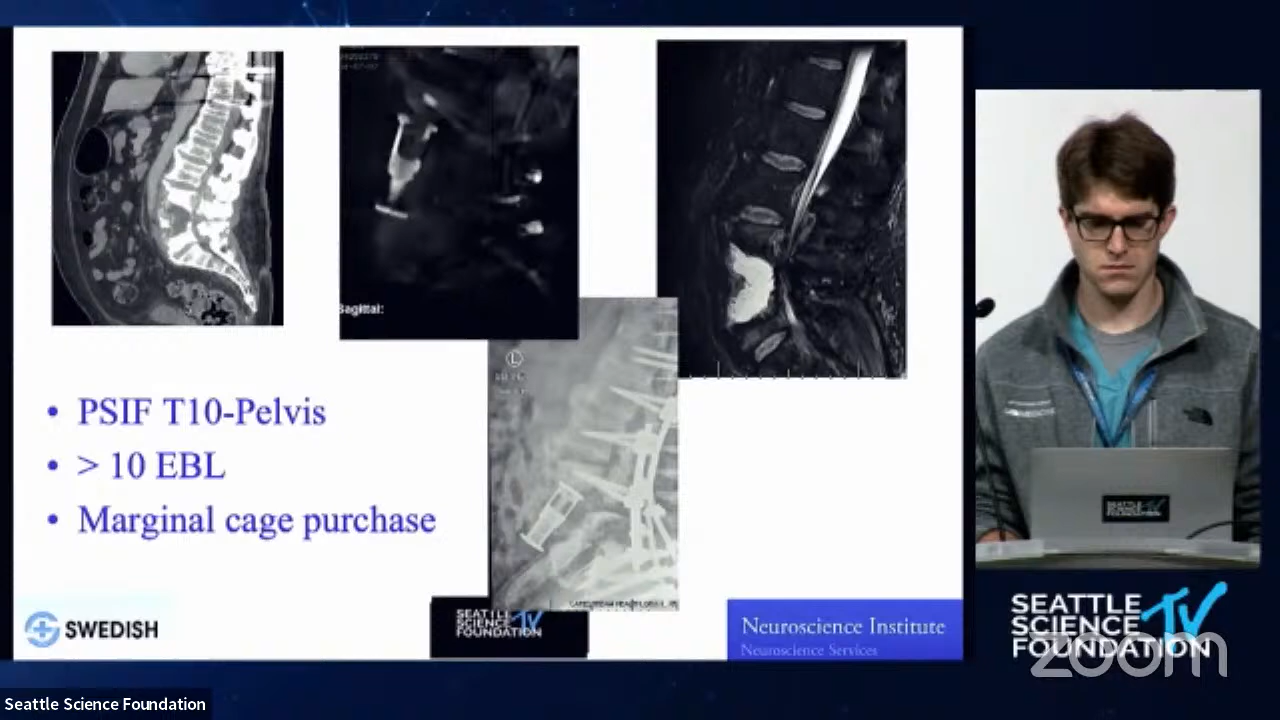 Sagittal:
L
• PSIF T10-Pelvis
• > 10 EBL
• Marginal cage purchase
SWEDISH
SEATTLE
SCIENCE
FOUNDATION
TV
Neuroscience Institute
Neuroscience Services
SEATTLE
SCIENCE
FOUNDATION
TV
SEATTLE
SCIENCE
FOUNDATION
TV
zoom
Seattle Science Foundation